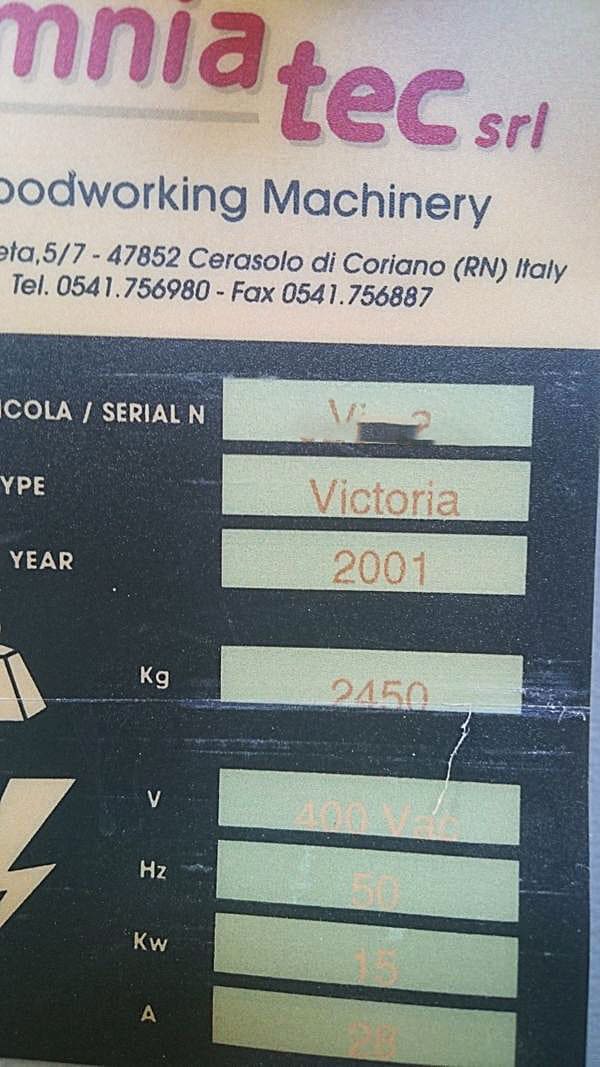 mnia tec srl
oodworking Machinery
eta,5/7 - 47852 Cerasolo di Coriano (RN) Italy
Tel. 0541.756980 - Fax 0541.756887
ICOLA / SERIAL N
YPE Victoria
YEAR 2001
Kg 2450
V 400 Vac
Hz 50
Kw 15
A 28